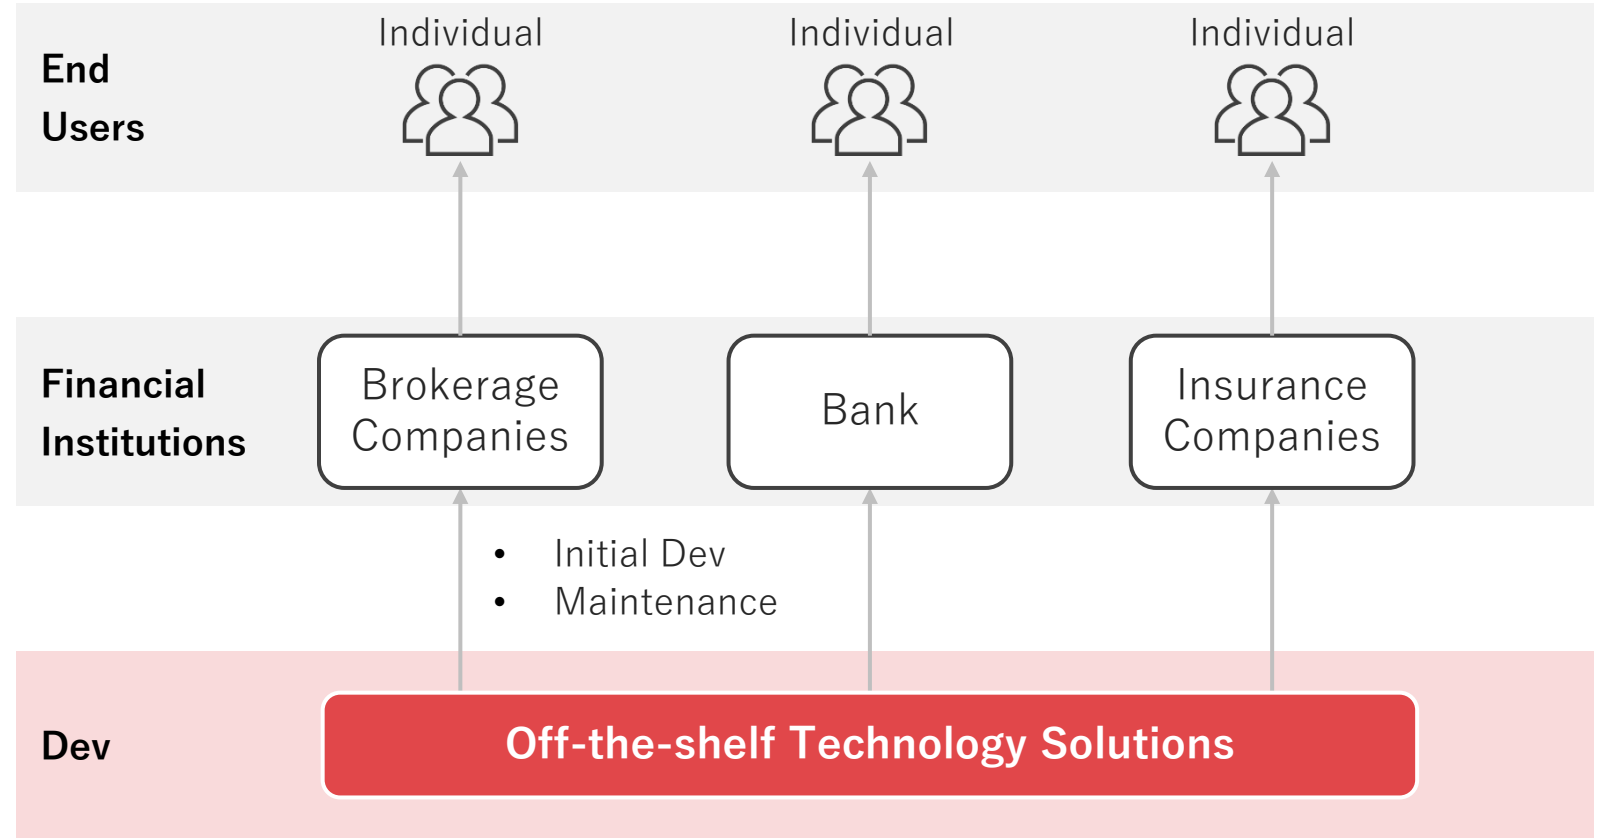 Individual
Individual
Individual
End
Users
Financial
Institutions
Brokerage
Companies
Bank
Insurance
Companies
• Initial Dev
• Maintenance
Dev
Off-the-shelf Technology Solutions